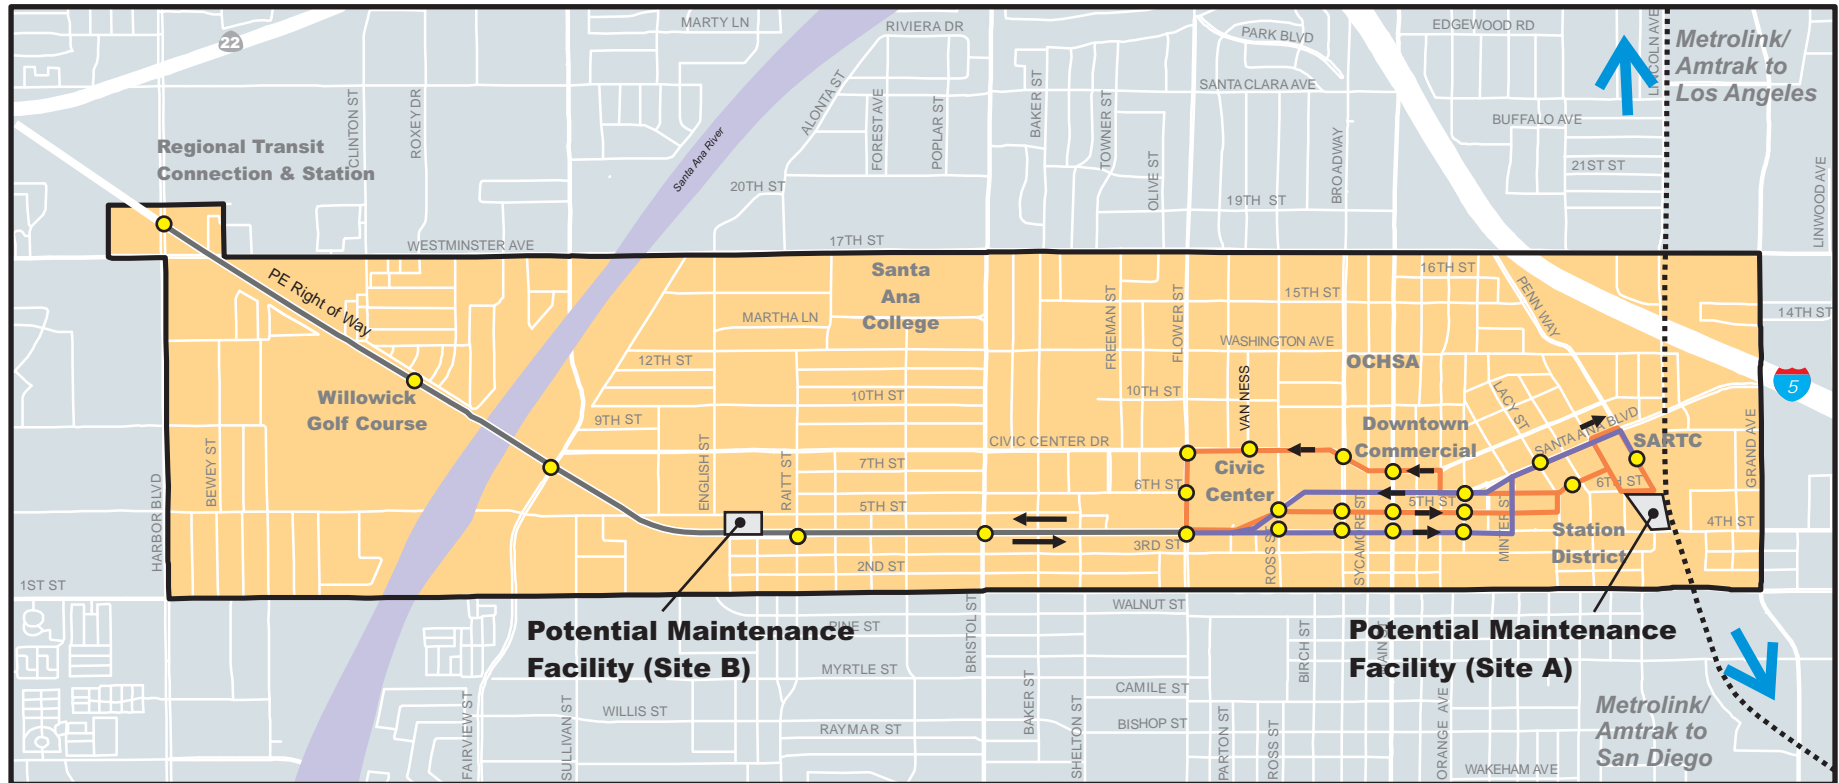 MARTY LN
RIVIERA DR
EDGEWOOD RD
PARK BLVD
LINCOLN AVE
Metrolink/
Amtrak to
Los Angeles
22
SANTA CLARA AVE
BUFFALO AVE
CLINTON ST
ROXEY DR
ALONTA ST
FOREST AVE
POPLAR ST
BAKER ST
TOWNER ST
OLIVE ST
BROADWAY
21ST ST
LINWOOD AVE
Regional Transit
Connection & Station
Santa Ana River
20TH ST
19TH ST
WESTMINSTER AVE
17TH ST
PE Right of Way
Santa
Ana
College
16TH ST
15TH ST
PENN WAY
14TH ST
MARTHA LN
FREEMAN ST
FLOWER ST
WASHINGTON AVE
12TH ST
OCHSA
5
Willowick
Golf Course
10TH ST
10TH ST
VAN NESS
LACY ST
9TH ST
Downtown
Commercial
SANTA ANA BLVD
GRAND AVE
CIVIC CENTER DR
SARTC
HARBOR BLVD
BEWEY ST
ENGLISH ST
RAITT ST
7TH ST
Civic
Center
6TH ST
6TH ST
5TH ST
5TH ST
SYCAMORE ST
MINTER ST
Station
District
4TH ST
3RD ST
ROSS ST
2ND ST
1ST ST
WALNUT ST
Potential Maintenance
Facility (Site B)
PINE ST
BRISTOL ST
BIRCH ST
MAIN ST
Potential Maintenance
Facility (Site A)
MYRTLE ST
CAMILE ST
FAIRVIEW ST
SULLIVAN ST
WILLIS ST
RAYMAR ST
BAKER ST
SHELTON ST
BISHOP ST
PARTON ST
ROSS ST
ORANGE AVE
WAKEHAM AVE
Metrolink/
Amtrak to
San Diego